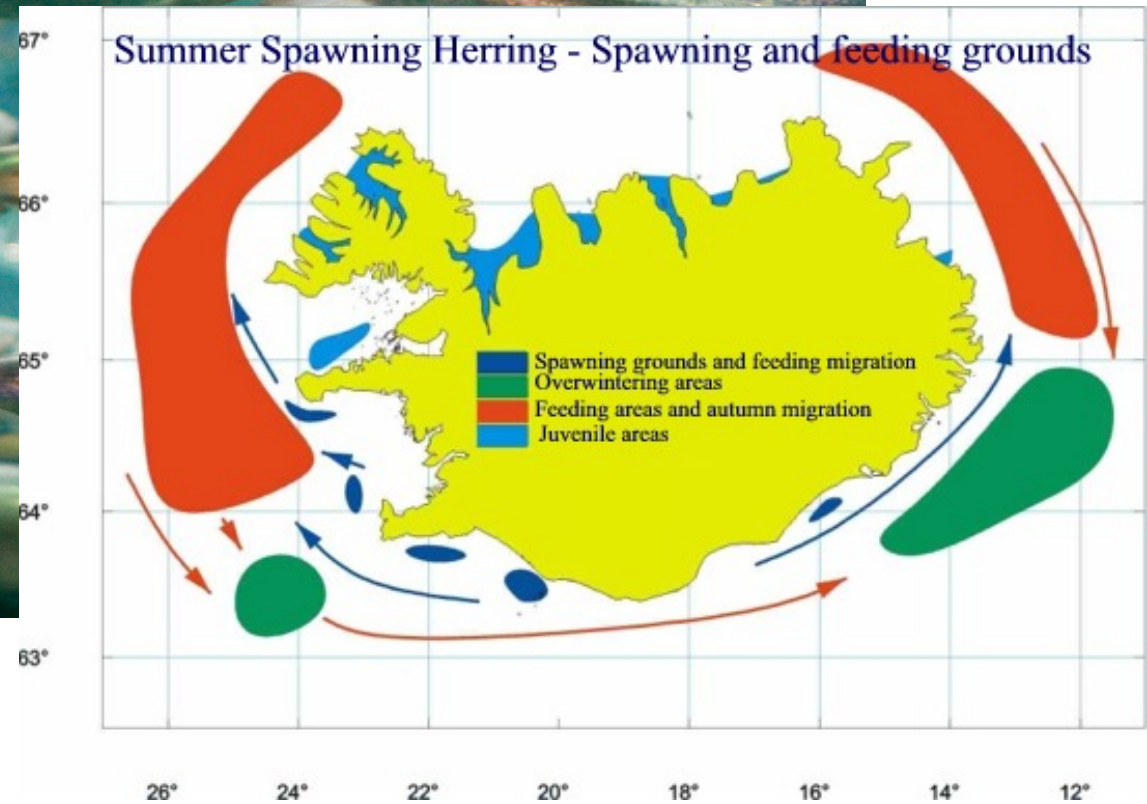 Summer Spawning Herring - Spawning and feeding grounds
67°
66°
65°
64°
63°
Spawning grounds and feeding migration
Overwintering areas
Feeding areas and autumn migration
Juvenile areas
26° 24° 22° 20° 18° 16° 14° 12°